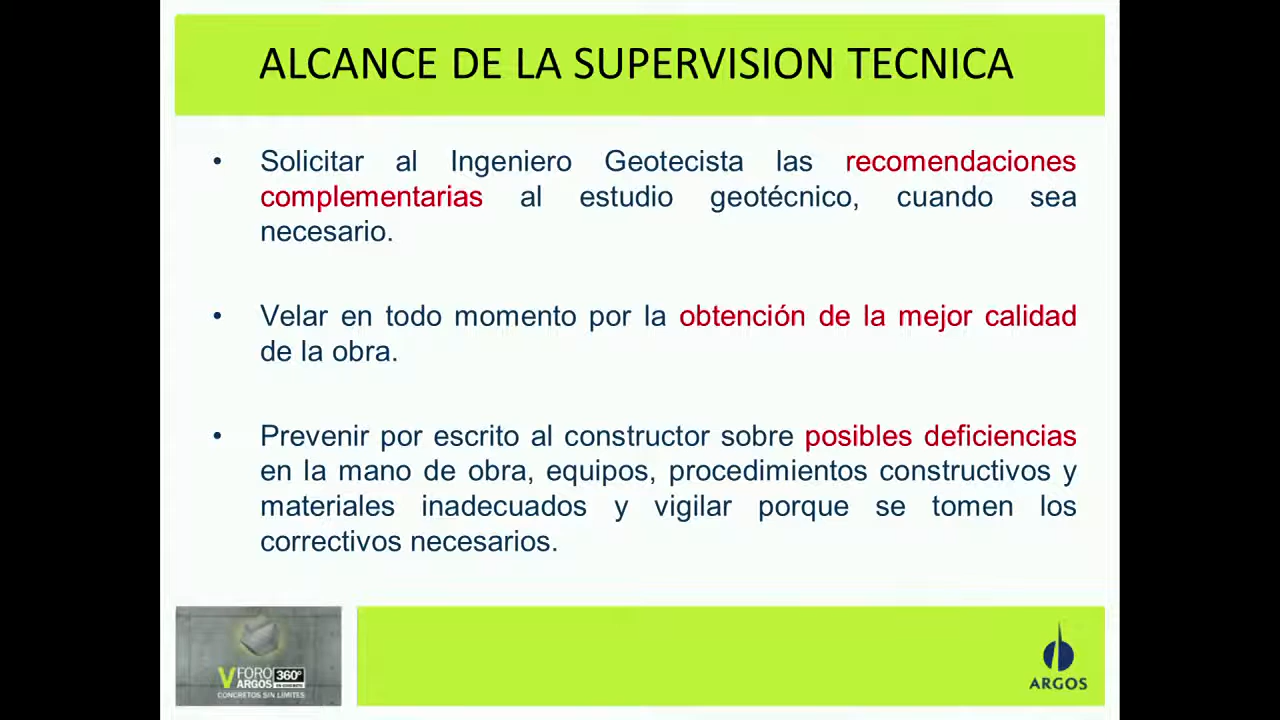 ALCANCE DE LA SUPERVISION TECNICA
• Solicitar al Ingeniero Geotecista las recomendaciones
complementarias al estudio geotécnico, cuando sea
necesario.
• Velar en todo momento por la obtención de la mejor calidad
de la obra.
• Prevenir por escrito al constructor sobre posibles deficiencias
en la mano de obra, equipos, procedimientos constructivos y
materiales inadecuados y vigilar porque se tomen los
correctivos necesarios.
V FORO
ARGOS 360°
CONCRETOS SIN LÍMITES
ARGOS